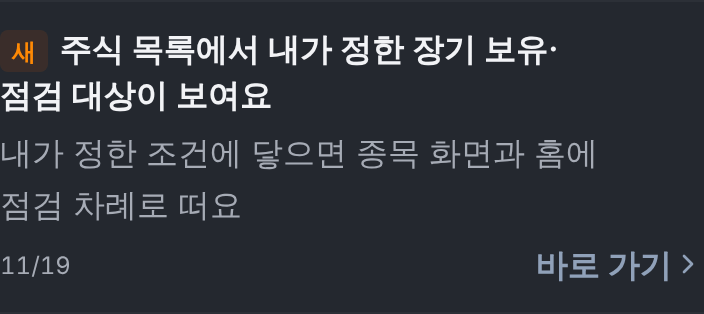 새 주식 목록에서 내가 정한 장기 보유·
점검 대상이 보여요
내가 정한 조건에 닿으면 종목 화면과 홈에
점검 차례로 떠요
11/19 바로 가기 >